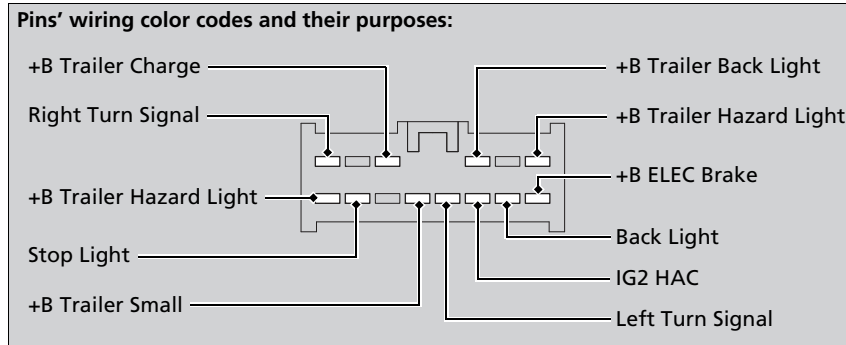 Pins’ wiring color codes and their purposes:
+B Trailer Charge
+B Trailer Back Light
Right Turn Signal
+B Trailer Hazard Light
+B ELEC Brake
+B Trailer Hazard Light
Back Light
Stop Light
IG2 HAC
+B Trailer Small
Left Turn Signal